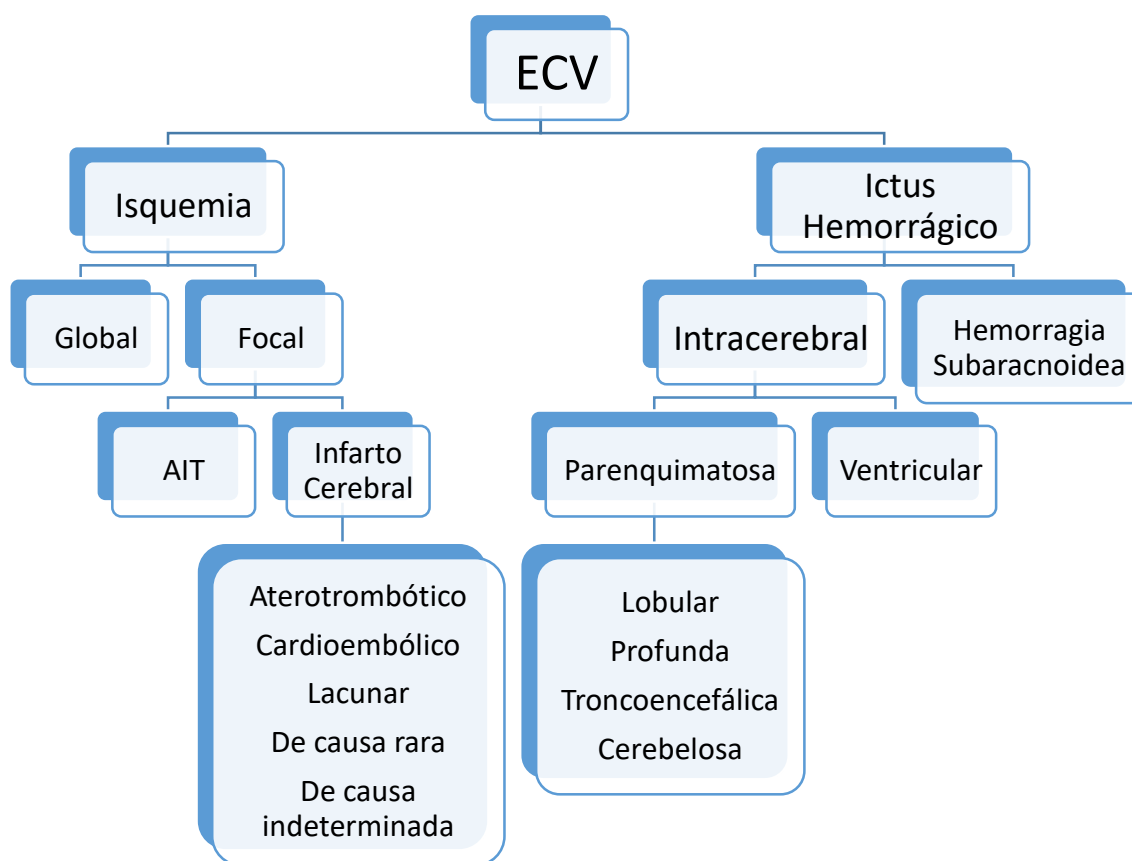 ECV
Isquemia
Ictus
Hemorrágico
Global
Focal
Intracerebral
Hemorragia
Subaracnoidea
AIT
Infarto
Cerebral
Parenquimatosa
Ventricular
Aterotrombótico
Cardioembólico
Lacunar
De causa rara
De causa
indeterminada
Lobular
Profunda
Troncoencefálica
Cerebelosa